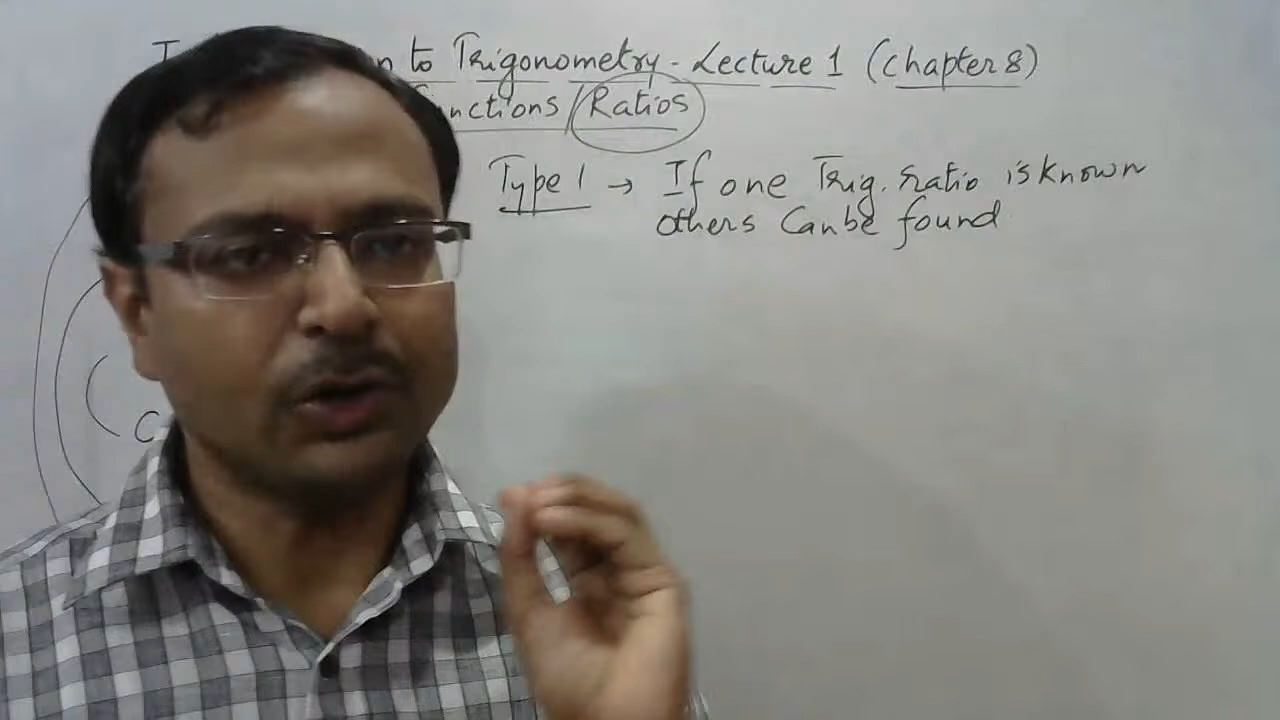 to Trigonometry - Lecture 1 (chapter 8)
Ratios
Type 1 → If one Trig. ratio is known
others can be found
C